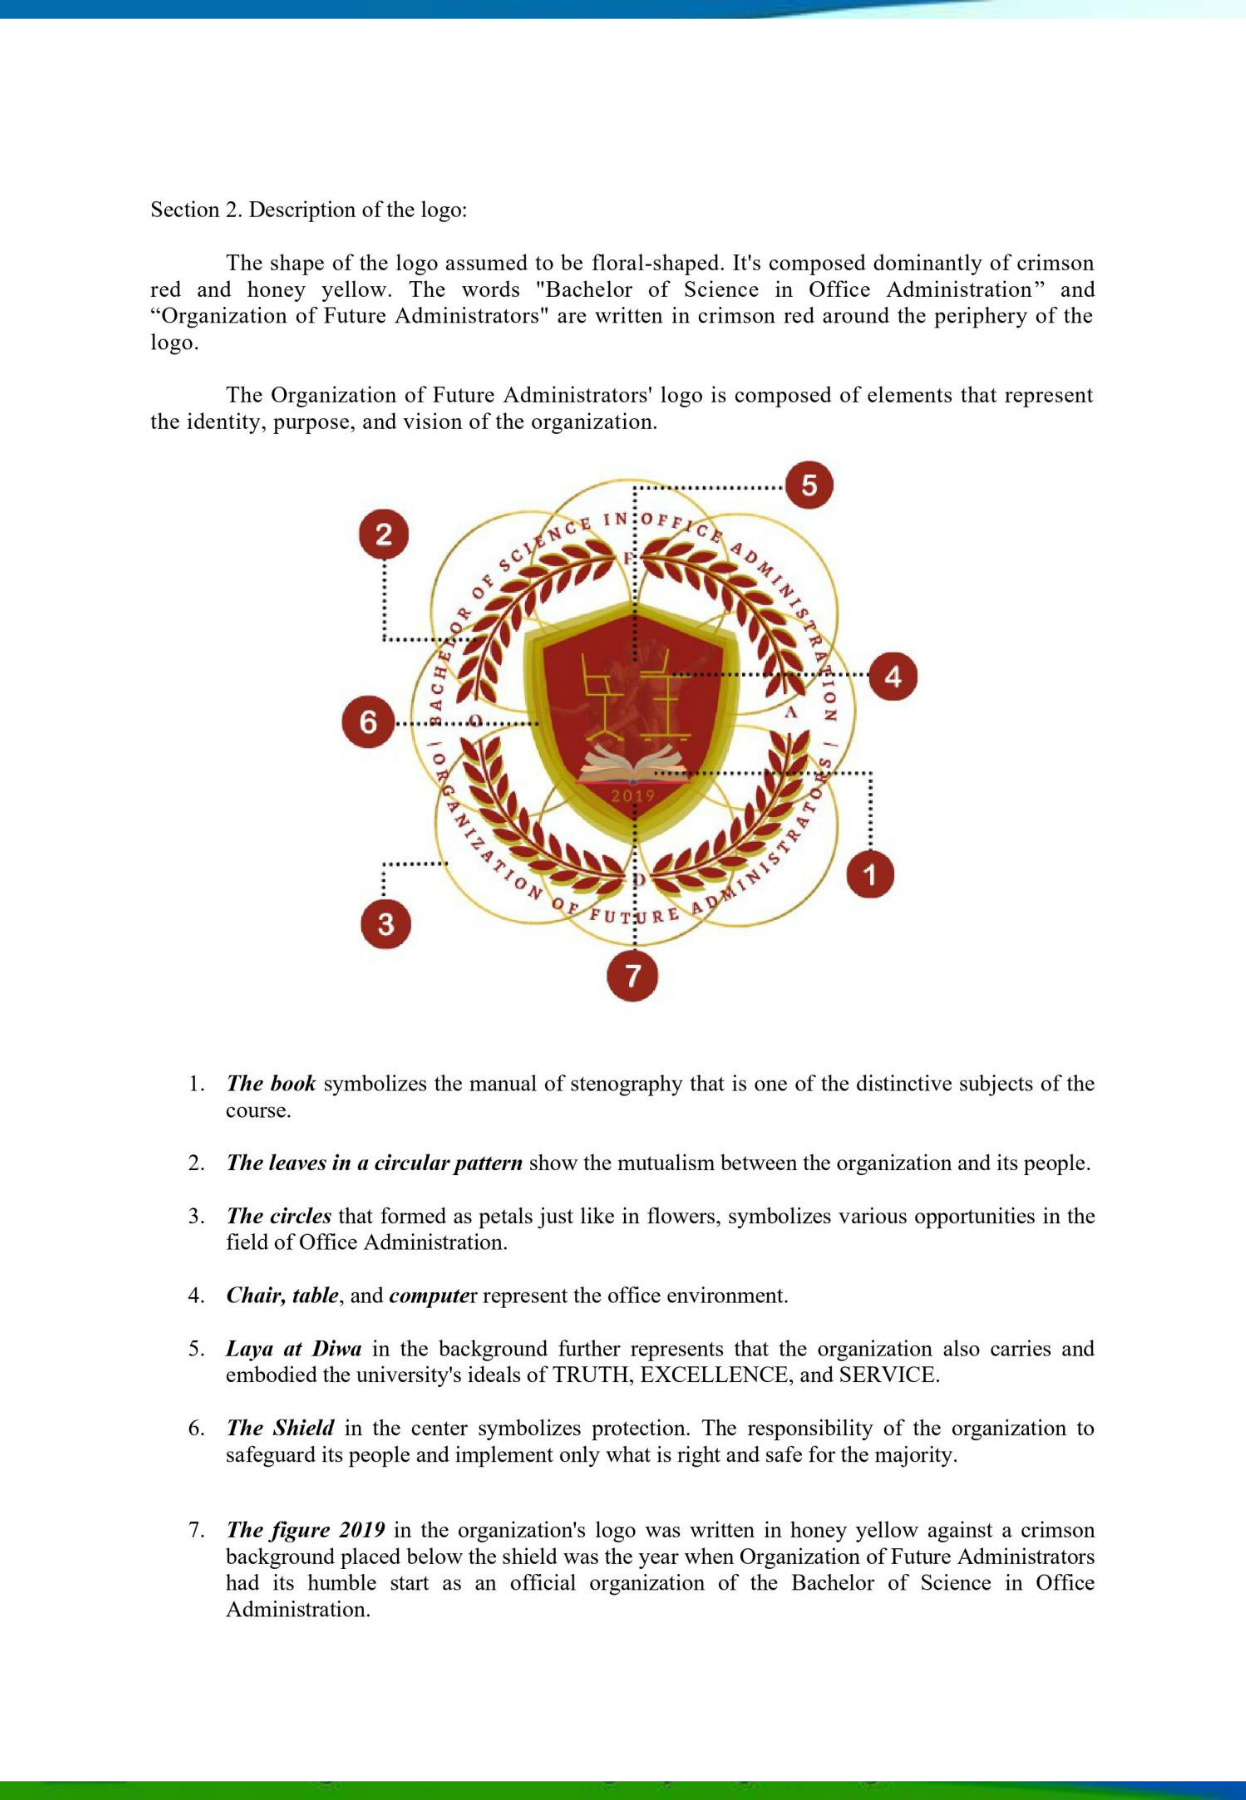 Section 2. Description of the logo:
The shape of the logo assumed to be floral-shaped. It's composed dominantly of crimson
red and honey yellow. The words "Bachelor of Science in Office Administration” and
“Organization of Future Administrators" are written in crimson red around the periphery of the
logo.
The Organization of Future Administrators' logo is composed of elements that represent
the identity, purpose, and vision of the organization.
5
2
BACHELOR OF SCIENCE IN OFFICE ADMINISTRATION
F
4
6
O
A
2019
1
D
ORGANIZATION OF FUTURE ADMINISTRATORS
3
7
1. The book symbolizes the manual of stenography that is one of the distinctive subjects of the
course.
2. The leaves in a circular pattern show the mutualism between the organization and its people.
3. The circles that formed as petals just like in flowers, symbolizes various opportunities in the
field of Office Administration.
4. Chair, table, and computer represent the office environment.
5. Laya at Diwa in the background further represents that the organization also carries and
embodied the university's ideals of TRUTH, EXCELLENCE, and SERVICE.
6. The Shield in the center symbolizes protection. The responsibility of the organization to
safeguard its people and implement only what is right and safe for the majority.
7. The figure 2019 in the organization's logo was written in honey yellow against a crimson
background placed below the shield was the year when Organization of Future Administrators
had its humble start as an official organization of the Bachelor of Science in Office
Administration.